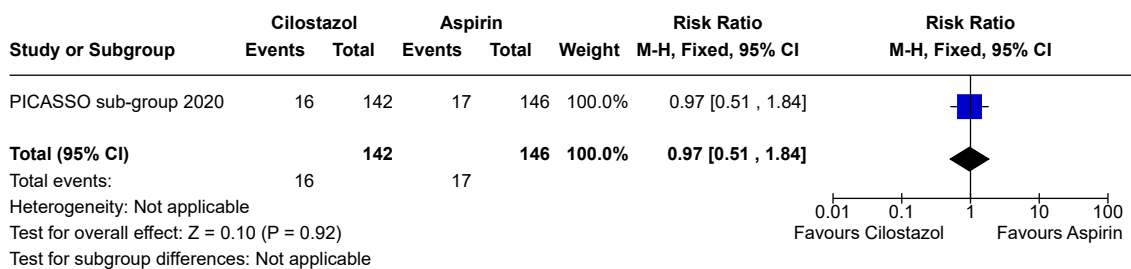 Cilostazol Aspirin Risk Ratio Risk Ratio
Study or Subgroup Events Total Events Total Weight M-H, Fixed, 95% CI M-H, Fixed, 95% CI
PICASSO sub-group 2020 16 142 17 146 100.0% 0.97 [0.51 , 1.84]
Total (95% CI) 142 146 100.0% 0.97 [0.51 , 1.84]
Total events: 16 17
Heterogeneity: Not applicable
0.01 0.1 1 10 100
Test for overall effect: Z = 0.10 (P = 0.92)
Favours Cilostazol Favours Aspirin
Test for subgroup differences: Not applicable